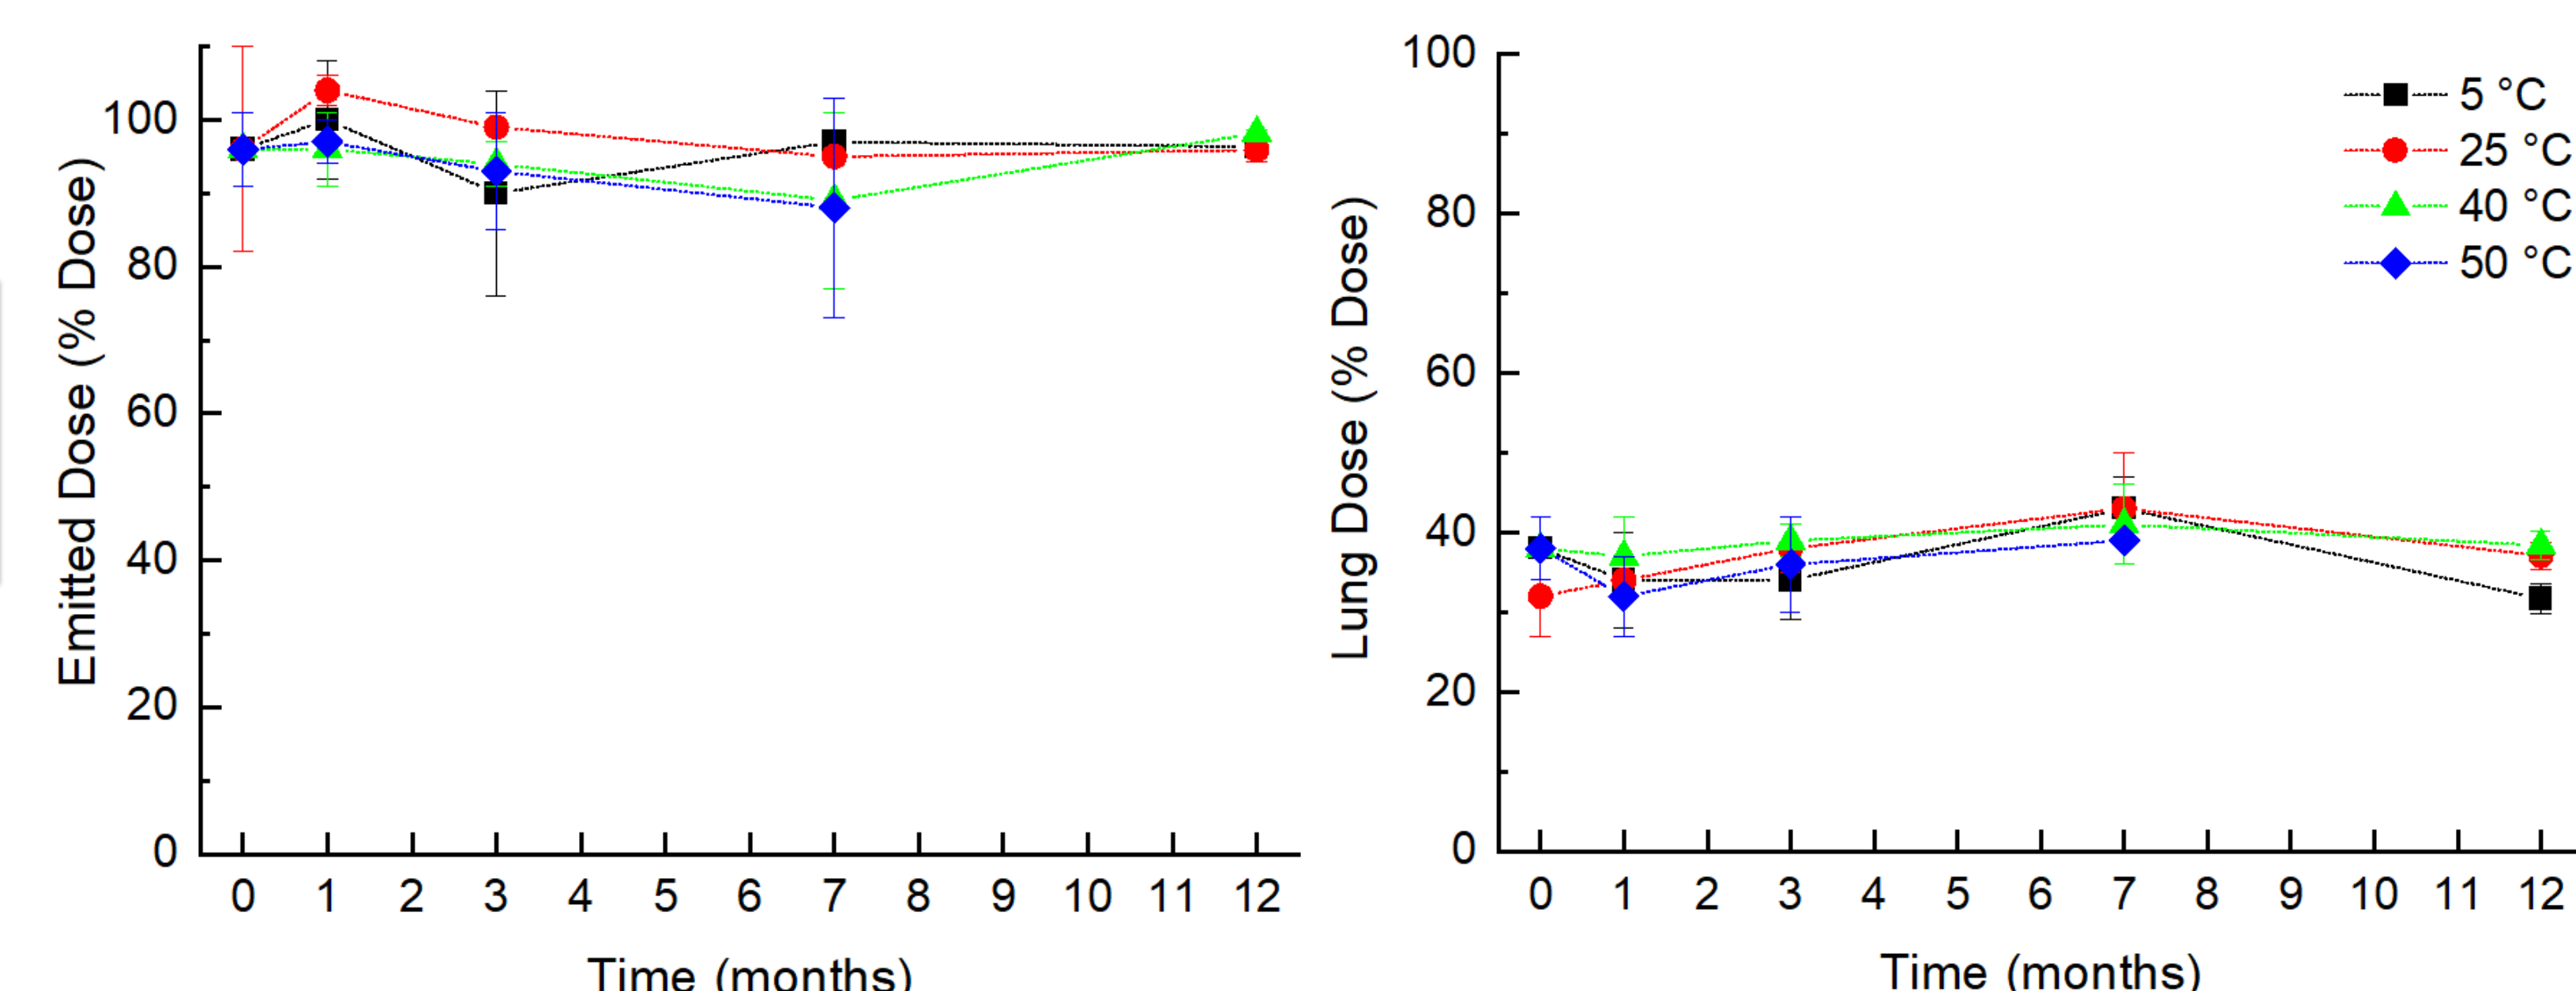 Emitted Dose (% Dose)
100
80
60
40
20
0
0 1 2 3 4 5 6 7 8 9 10 11 12
Time (months)
Lung Dose (% Dose)
100
80
60
40
20
0
0 1 2 3 4 5 6 7 8 9 10 11 12
Time (months)
5 °C
25 °C
40 °C
50 °C